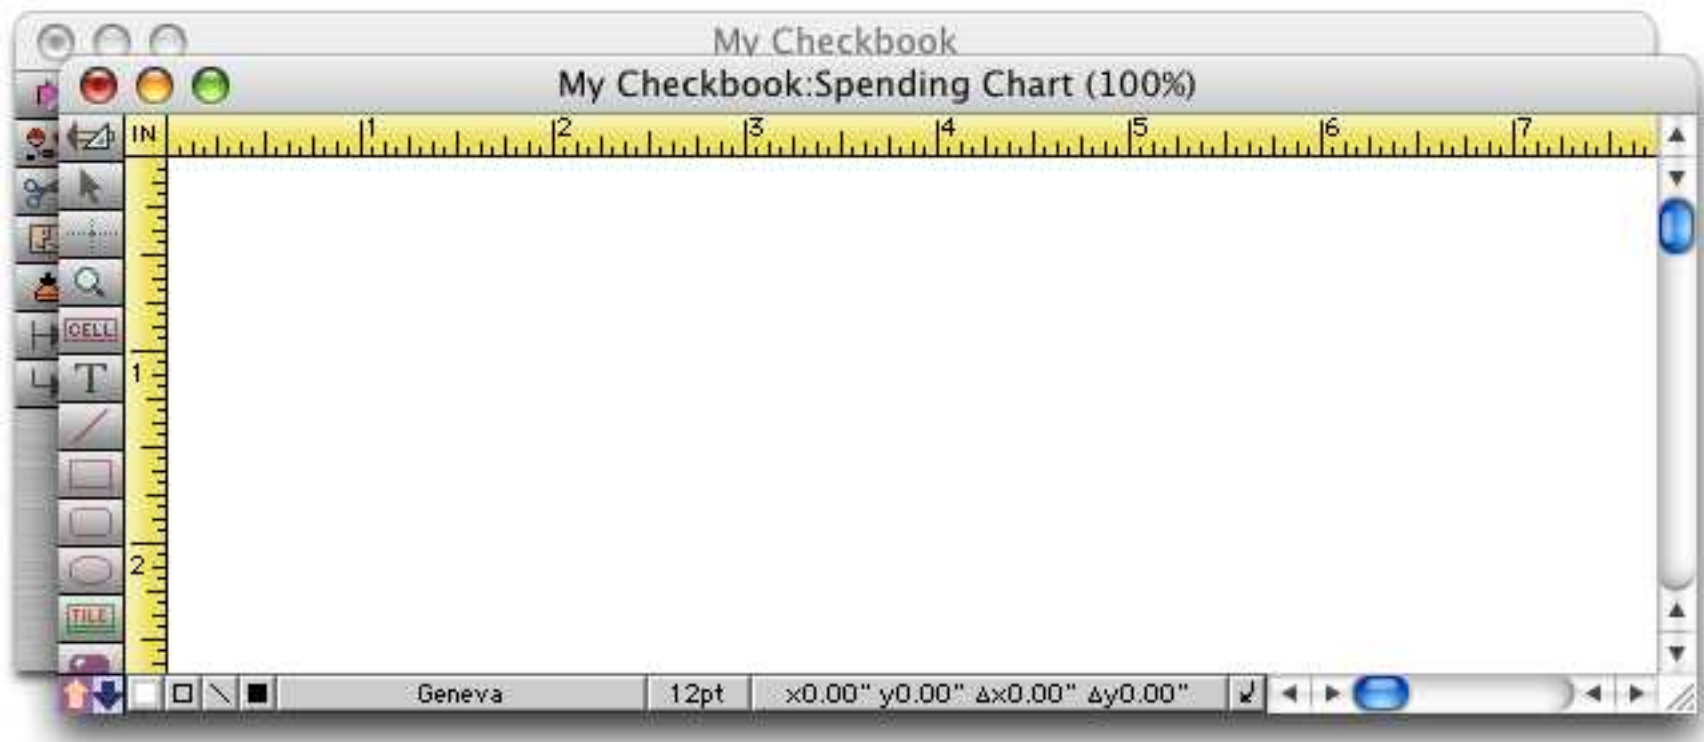 My Checkbook
My Checkbook:Spending Chart (100%)
IN 1 2 3 4 5 6 7
CELL
T
1
2
TILE
Geneva 12pt x0.00" y0.00" Δx0.00" Δy0.00"